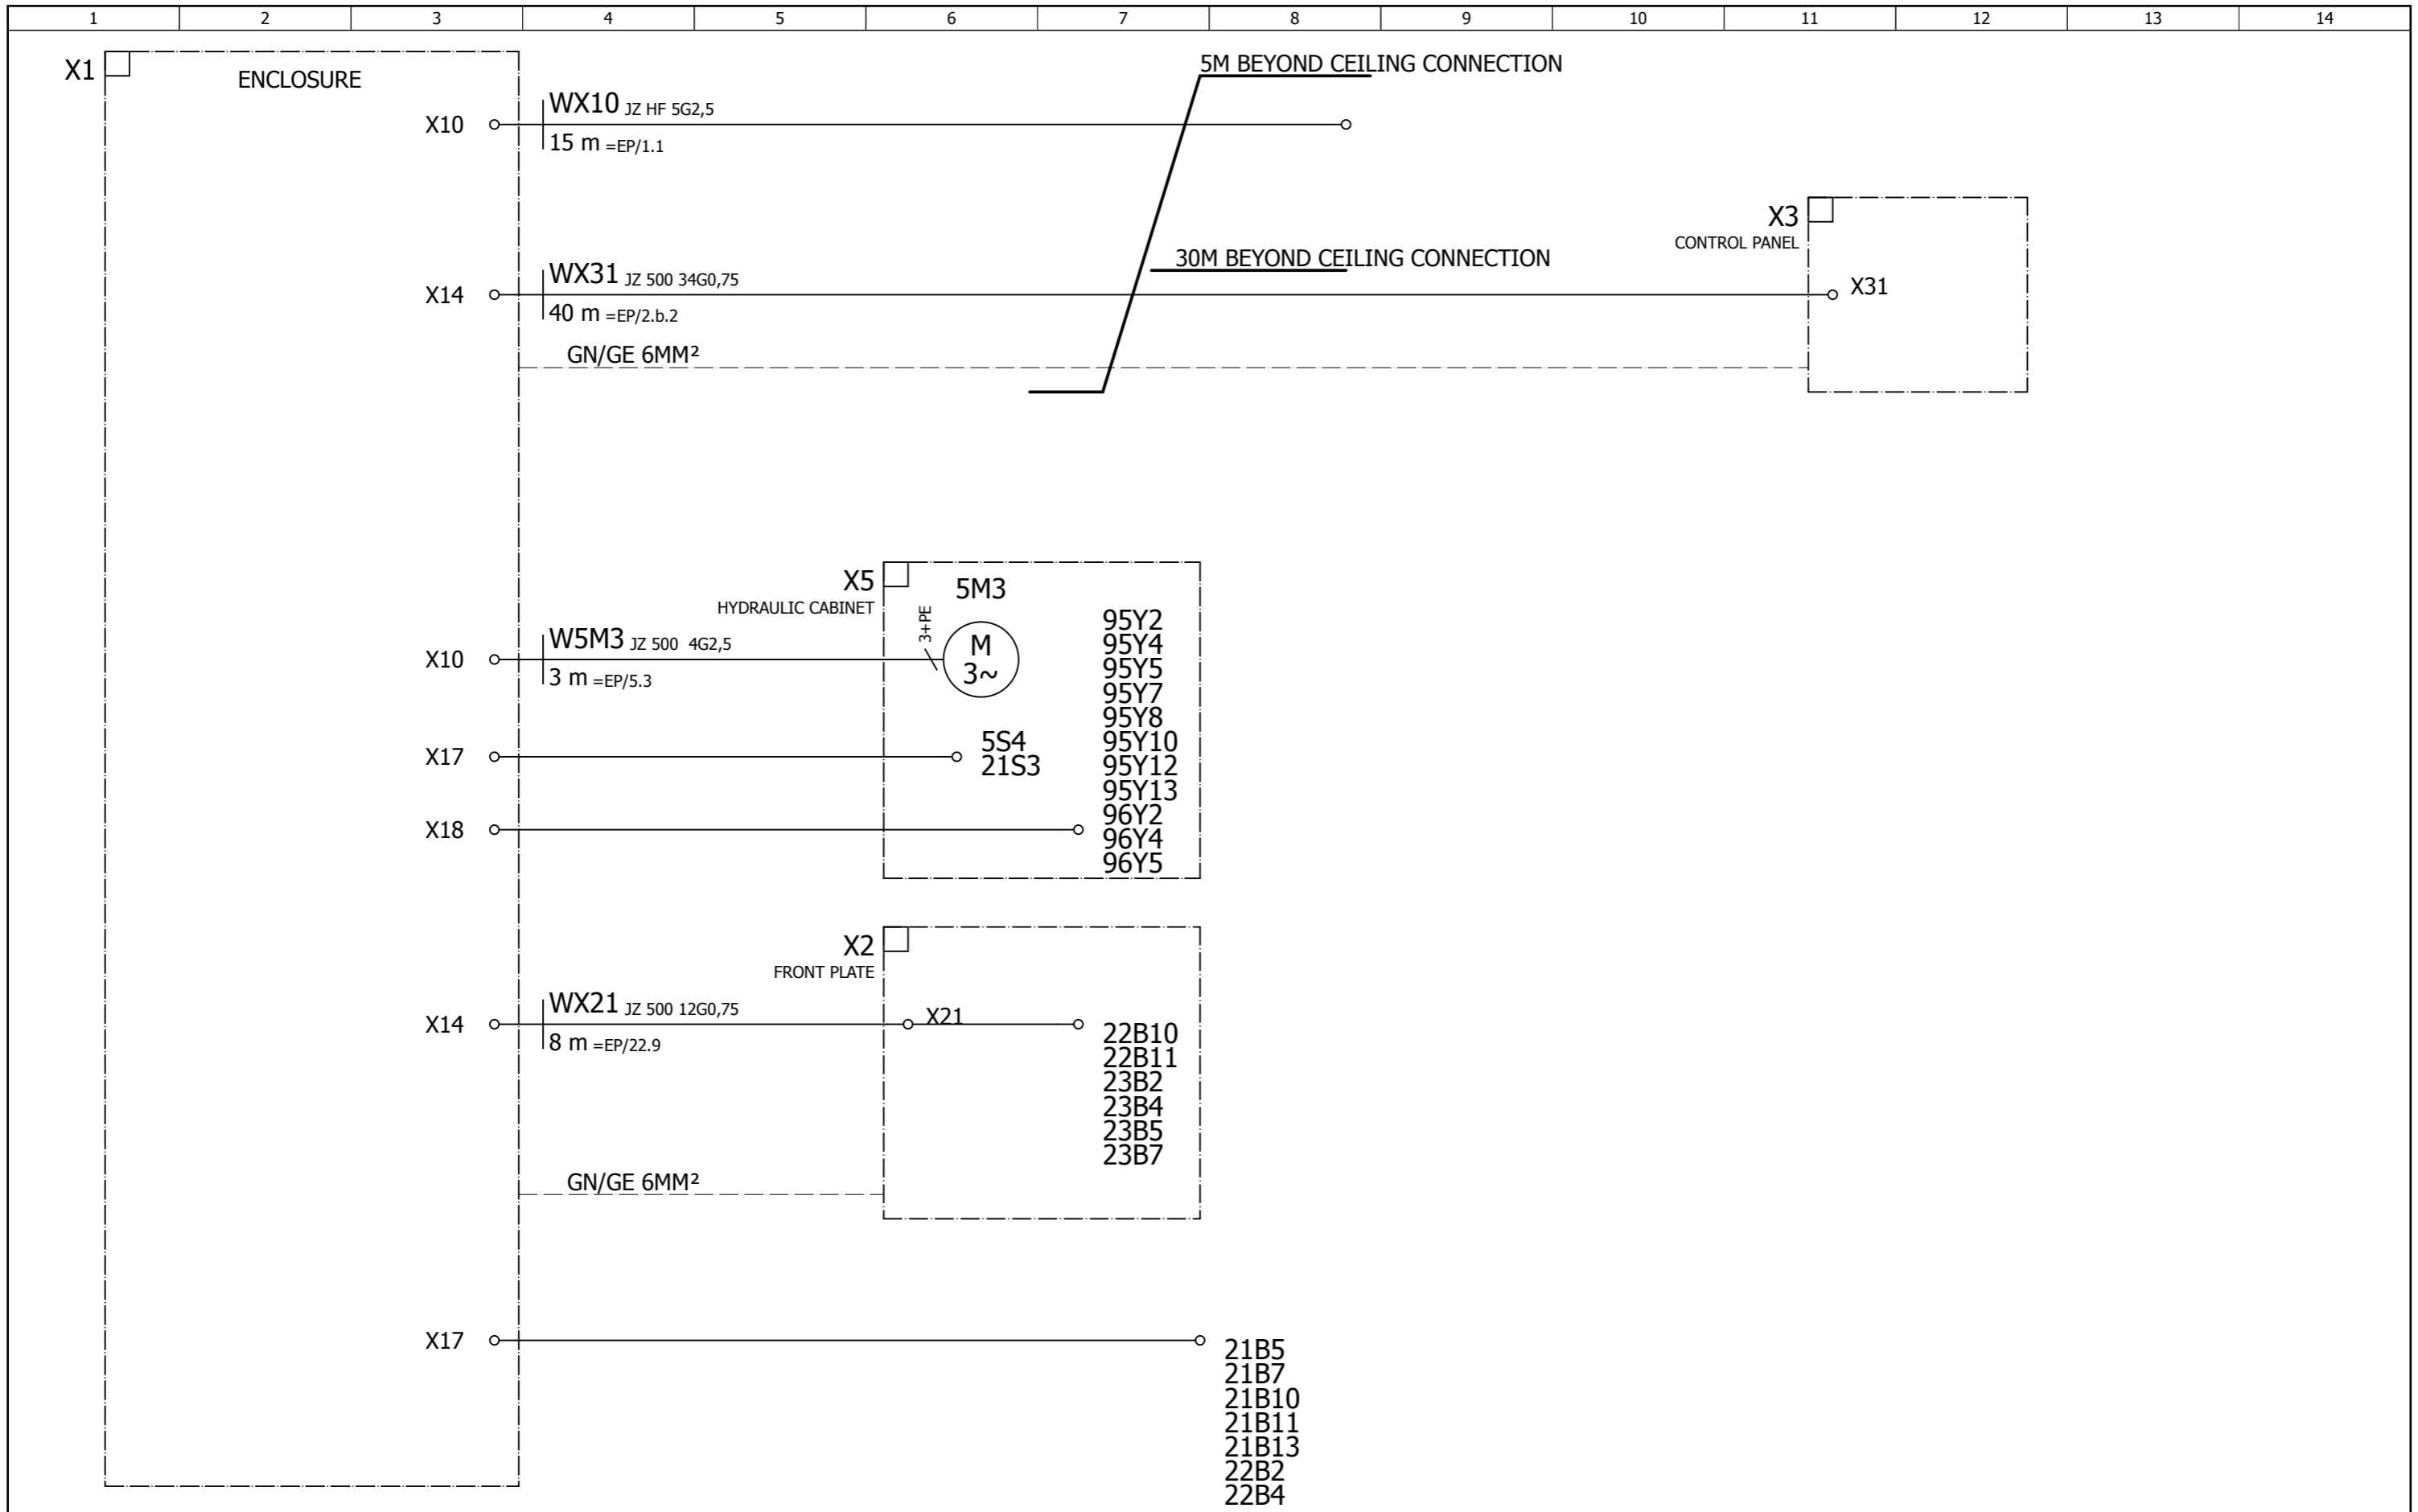 1 2 3 4 5 6 7 8 9 10 11 12 13 14
X1
ENCLOSURE
5M BEYOND CEILING CONNECTION
X10
WX10 JZ HF 5G2,5
15 m =EP/1.1
X3
CONTROL PANEL
30M BEYOND CEILING CONNECTION
X14
WX31 JZ 500 34G0,75
40 m =EP/2.b.2
X31
GN/GE 6MM²
X5
HYDRAULIC CABINET
5M3
3+PE
M
3~
X10
W5M3 JZ 500 4G2,5
3 m =EP/5.3
95Y2
95Y4
95Y5
95Y7
95Y8
95Y10
95Y12
95Y13
96Y2
96Y4
96Y5
X17
5S4
21S3
X18
X2
FRONT PLATE
X14
WX21 JZ 500 12G0,75
8 m =EP/22.9
X21
22B10
22B11
23B2
23B4
23B5
23B7
GN/GE 6MM²
X17
21B5
21B7
21B10
21B11
21B13
22B2
22B4